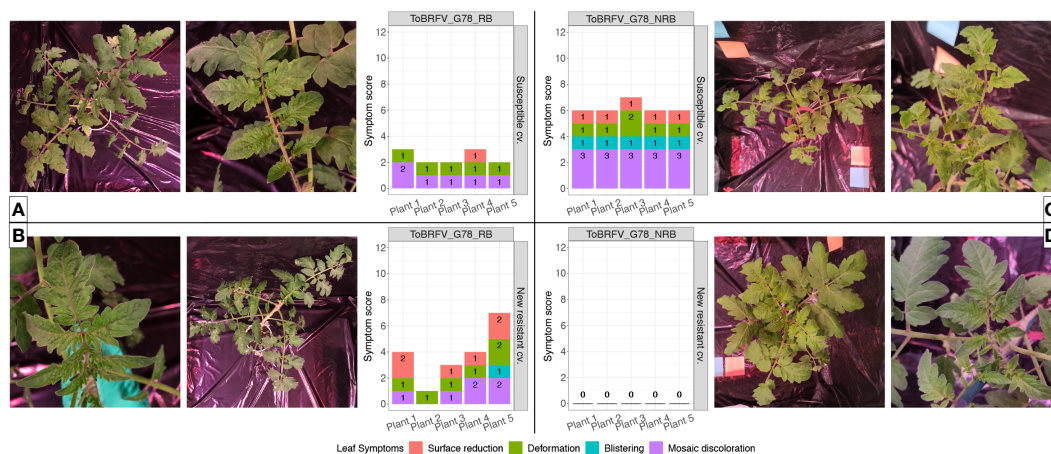 ToBRFV_G78_RB
12
10
8
6
4
2
0
Symptom score
1
2
1
1
1
1
1
1
1
1
1
Plant 1
Plant 2
Plant 3
Plant 4
Plant 5
Susceptible cv.
A
ToBRFV_G78_NRB
12
10
8
6
4
2
0
Symptom score
1
1
1
3
1
1
1
3
1
2
1
3
1
1
1
3
1
1
1
3
Plant 1
Plant 2
Plant 3
Plant 4
Plant 5
Susceptible cv.
B
ToBRFV_G78_RB
12
10
8
6
4
2
0
Symptom score
2
1
1
1
1
1
1
1
1
2
2
2
1
2
Plant 1
Plant 2
Plant 3
Plant 4
Plant 5
New resistant cv.
ToBRFV_G78_NRB
12
10
8
6
4
2
0
Symptom score
0
0
0
0
0
Plant 1
Plant 2
Plant 3
Plant 4
Plant 5
New resistant cv.
Leaf Symptoms Surface reduction Deformation Blistering Mosaic discoloration